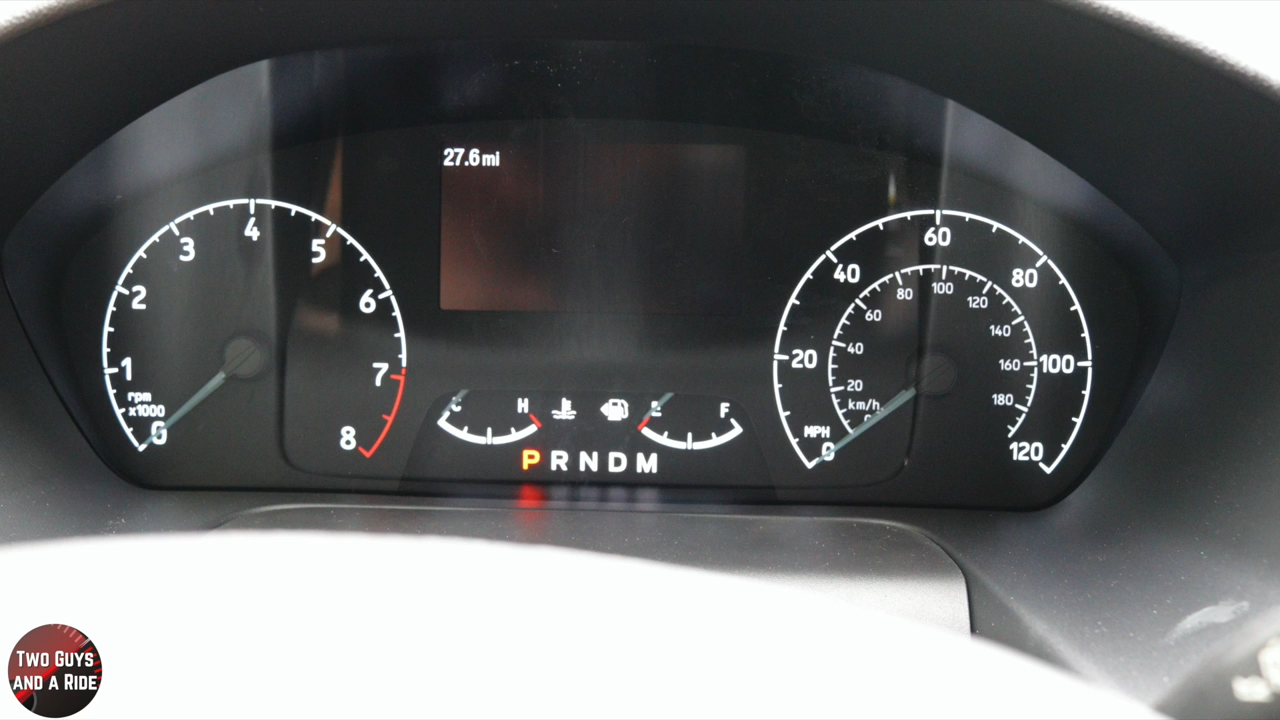 27.6 mi
0 1 2 3 4 5 6 7 8
rpm
x1000
C H
E F
P R N D M
0 20 40 60 80 100 120
MPH
20 40 60 80 100 120 140 160 180
km/h
TWO GUYS
AND A RIDE